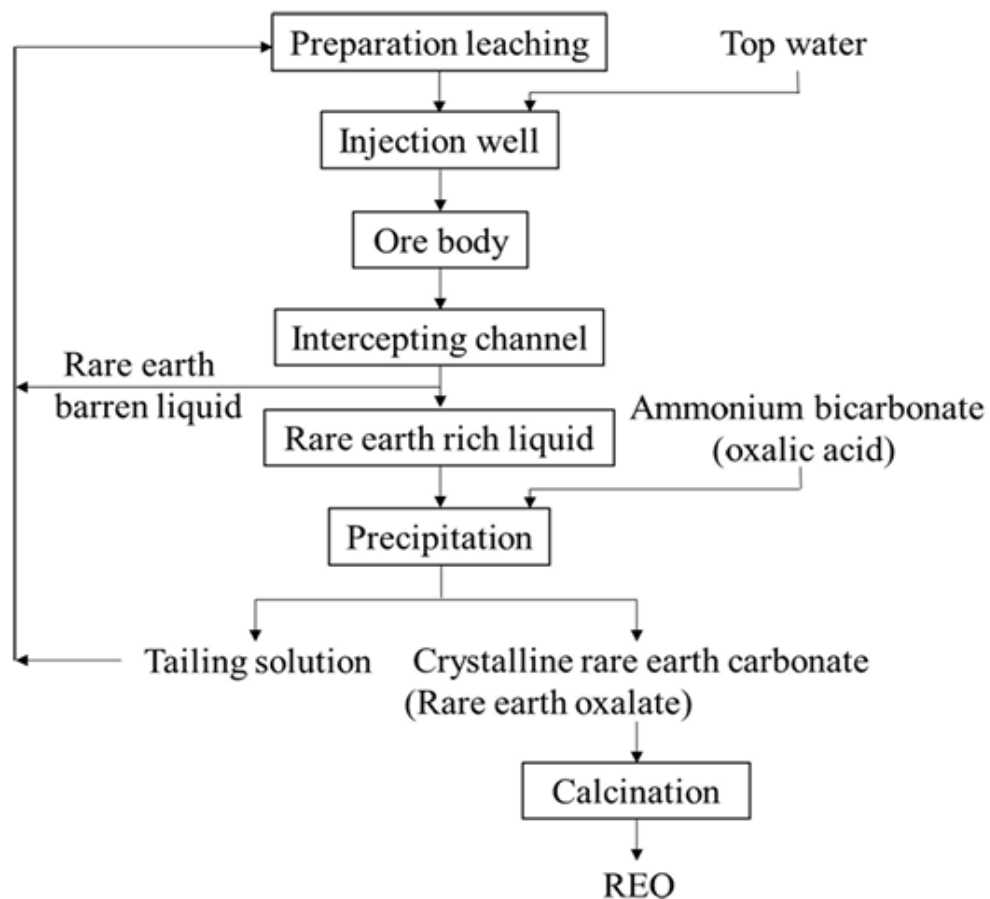 Preparation leaching
Top water
Injection well
Ore body
Intercepting channel
Rare earth
barren liquid
Rare earth rich liquid
Ammonium bicarbonate
(oxalic acid)
Precipitation
Tailing solution
Crystalline rare earth carbonate
(Rare earth oxalate)
Calcination
REO